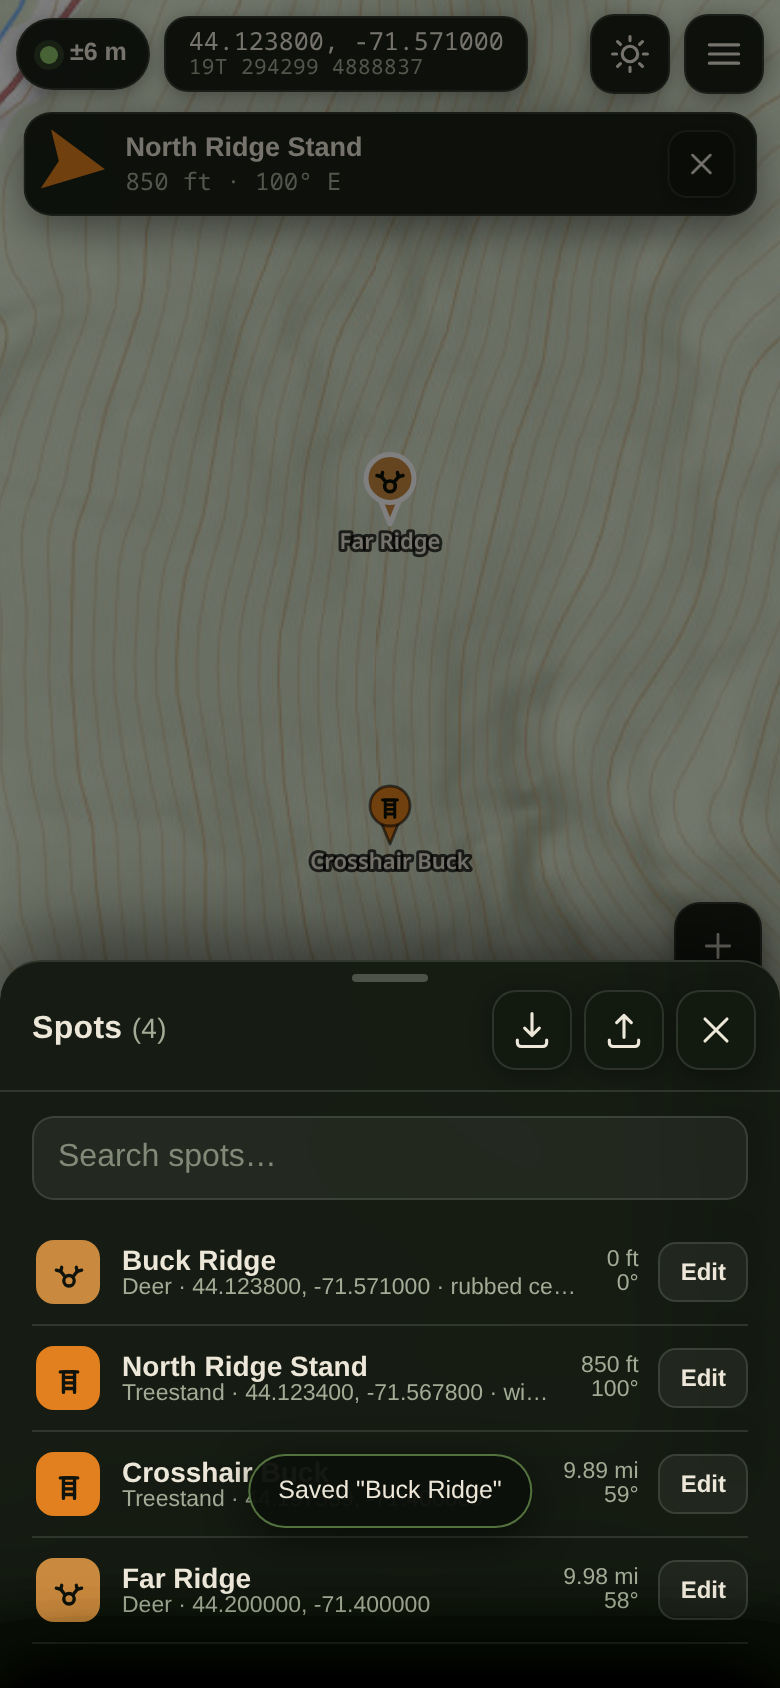 ±6 m
44.123800, -71.571000
19T 294299 4888837
North Ridge Stand
850 ft · 100° E
Far Ridge
Crosshair Buck
Spots (4)
Search spots…
Buck Ridge
Deer · 44.123800, -71.571000 · rubbed ce…
0 ft
0°
Edit
North Ridge Stand
Treestand · 44.123400, -71.567800 · wi…
850 ft
100°
Edit
Crosshair Buck
Treestand ·
9.89 mi
59°
Edit
Saved "Buck Ridge"
Far Ridge
Deer · 44.200000, -71.400000
9.98 mi
58°
Edit